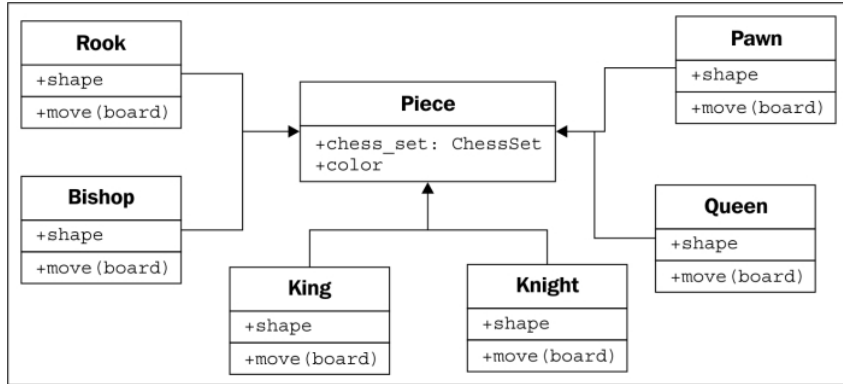 Rook
+shape
+move(board)
Piece
+chess_set: ChessSet
+color
Pawn
+shape
+move(board)
Bishop
+shape
+move(board)
Queen
+shape
+move(board)
King
+shape
+move(board)
Knight
+shape
+move(board)